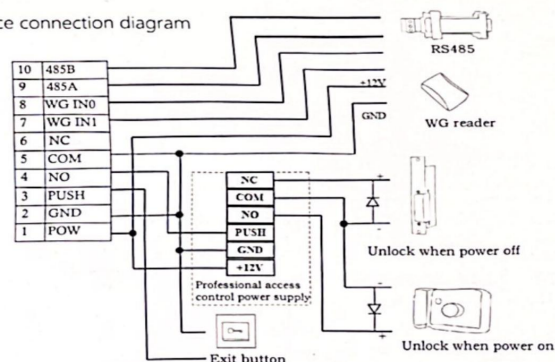 ce connection diagram
10 485B
9 485A
8 WG IN0
7 WG IN1
6 NC
5 COM
4 NO
3 PUSH
2 GND
1 POW
RS485
+12V
GND
WG reader
NC
COM
NO
PUSH
GND
+12V
Professional access
control power supply
+
-
Unlock when power off
-
+
Unlock when power on
Exit button